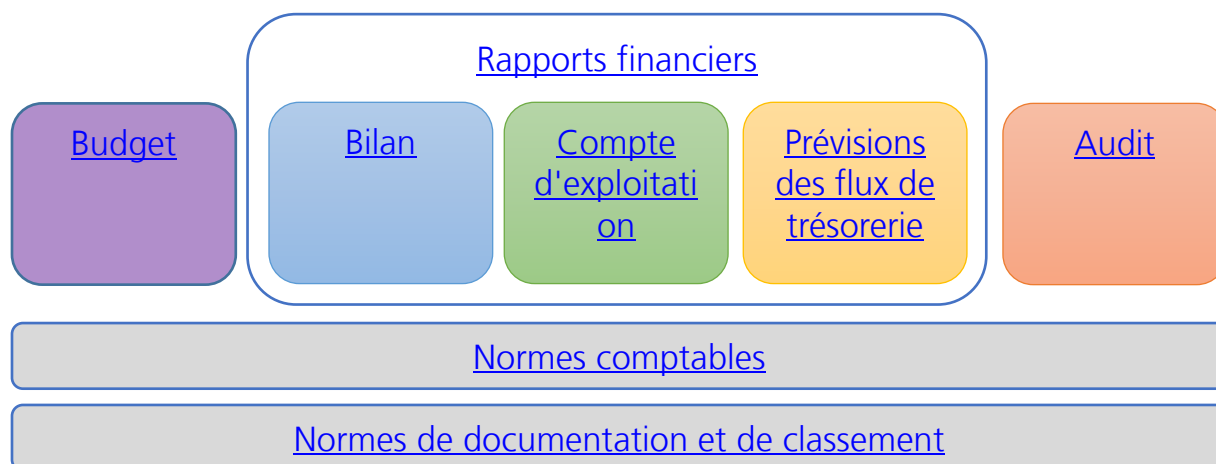 Rapports financiers
Budget
Bilan
Compte
d'exploitati
on
Prévisions
des flux de
trésorerie
Audit
Normes comptables
Normes de documentation et de classement